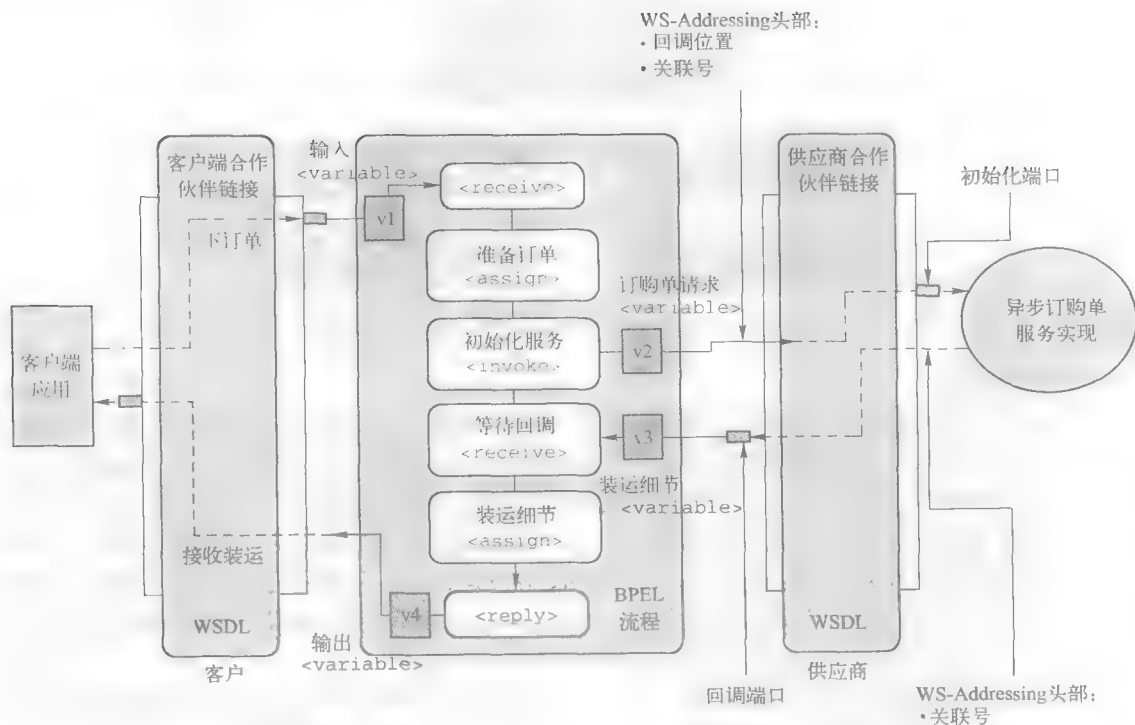 WS-Addressing头部：
· 回调位置
· 关联号
客户端合作
伙伴链接
下订单
接收装运
WSDL
客户
客户端
应用
输入
<variable>
v1
<receive>
准备订单
<assign>
初始化服务
<invoke>
等待回调
<receive>
装运细节
<assign>
<reply>
v4
输出
<variable>
BPEL
流程
订购单请求
<variable>
v2
v3
装运细节
<variable>
供应商合作
伙伴链接
WSDL
供应商
初始化端口
异步订购单
服务实现
回调端口
WS-Addressing头部：
· 关联号